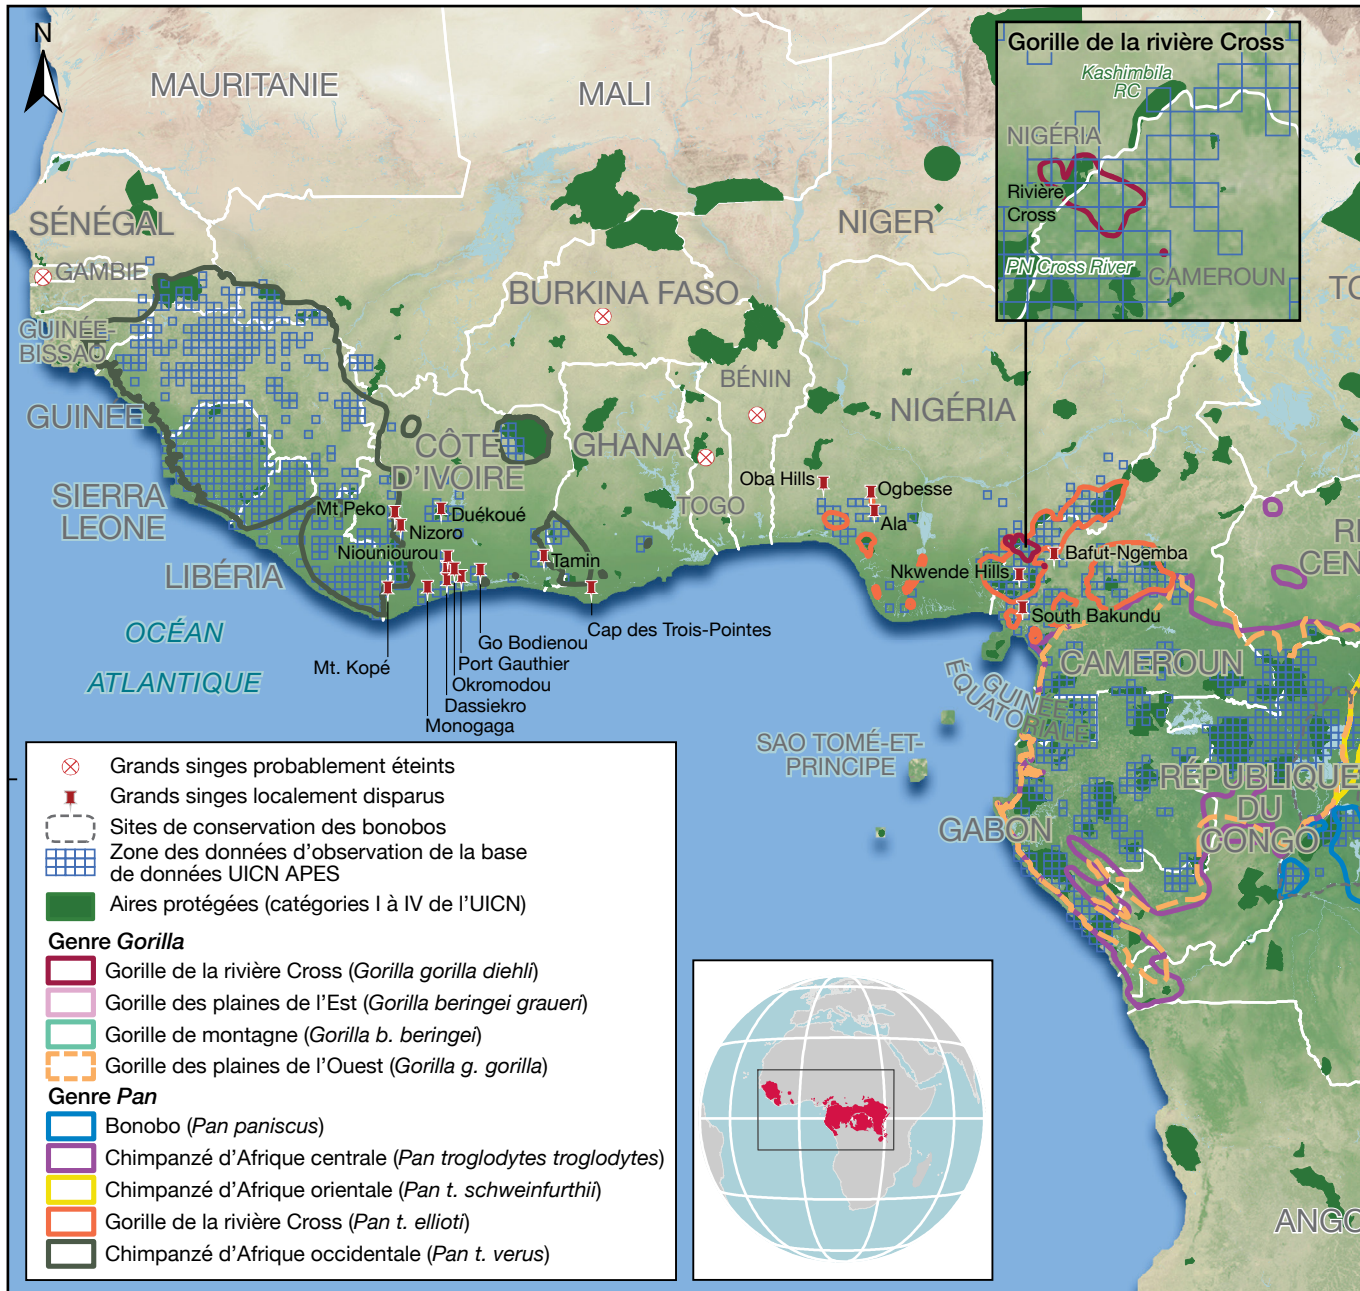 N
MAURITANIE
MALI
Gorille de la rivière Cross
Kashimbila
RC
NIGÉRIA
Rivière
Cross
PN Cross River
CAMEROUN
SÉNÉGAL
GAMBIE
NIGER
BURKINA FASO
GUINÉE-
BISSAO
BÉNIN
NIGÉRIA
GUINÉE
CÔTE
D’IVOIRE
GHANA
SIERRA
LEONE
TOGO
Oba Hills
Ogbesse
Ala
Mt Peko
Duékoué
Nizoro
Niouniourou
Tamin
Bafut-Ngemba
Nkwende Hills
LIBÉRIA
South Bakundu
OCÉAN
ATLANTIQUE
Cap des Trois-Pointes
Go Bodienou
Mt. Kopé
Port Gauthier
Okromodou
Dassiekro
Monogaga
CAMEROUN
GUINÉE
ÉQUATORIALE
SAO TOMÉ-ET-
PRINCIPE
RÉPUBLIQUE
DU
CONGO
GABON
TC
RÉ
CEN
ANGO
Grands singes probablement éteints
Grands singes localement disparus
Sites de conservation des bonobos
Zone des données d’observation de la base
de données UICN APES
Aires protégées (catégories I à IV de l’UICN)
Genre Gorilla
Gorille de la rivière Cross (Gorilla gorilla diehli)
Gorille des plaines de l’Est (Gorilla beringei graueri)
Gorille de montagne (Gorilla b. beringei)
Gorille des plaines de l’Ouest (Gorilla g. gorilla)
Genre Pan
Bonobo (Pan paniscus)
Chimpanzé d’Afrique centrale (Pan troglodytes troglodytes)
Chimpanzé d’Afrique orientale (Pan t. schweinfurthii)
Gorille de la rivière Cross (Pan t. ellioti)
Chimpanzé d’Afrique occidentale (Pan t. verus)